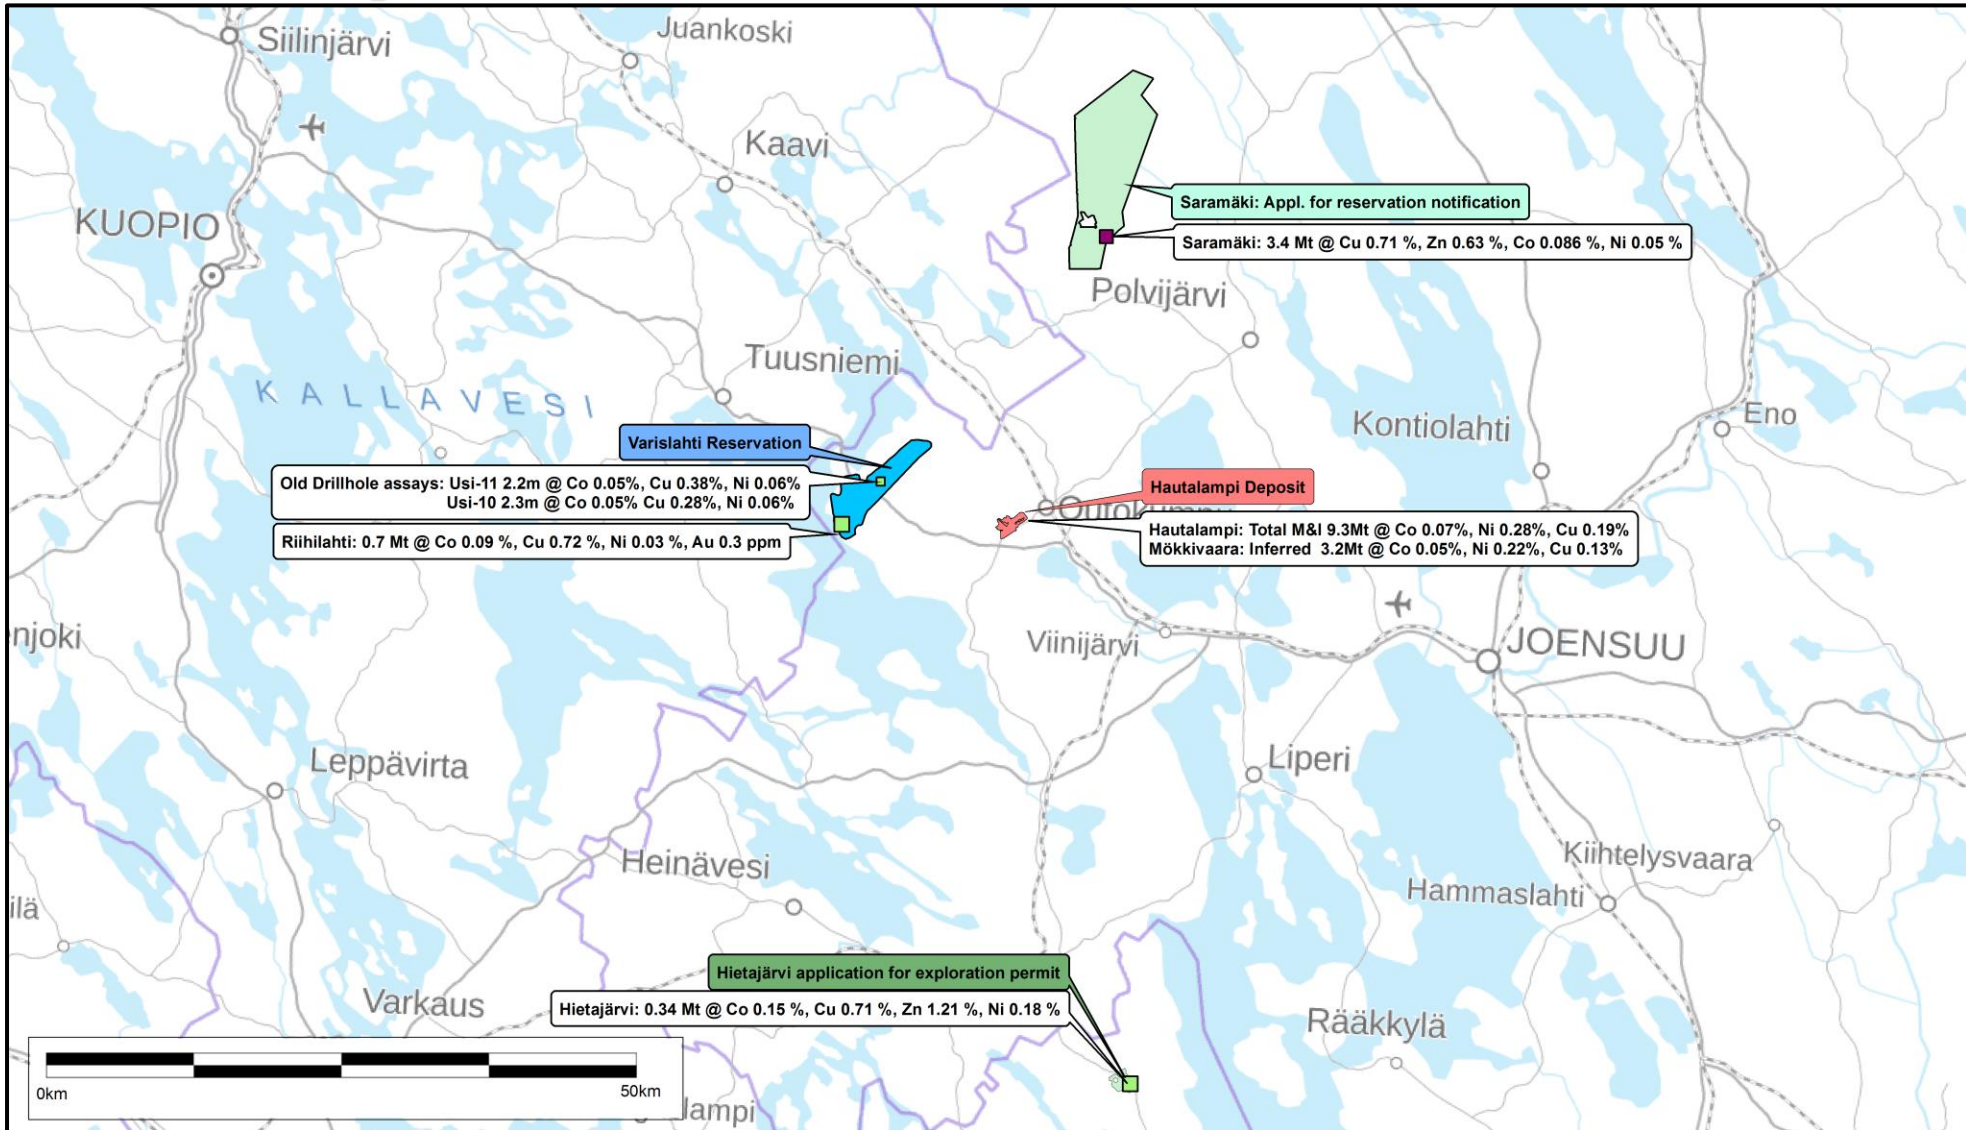 Juankoski
Siilinjärvi
Kaavi
KUOPIO
Saramäki: Appl. for reservation notification
Saramäki: 3.4 Mt @ Cu 0.71 %, Zn 0.63 %, Co 0.086 %, Ni 0.05 %
Polvijärvi
Tuusniemi
KALLAVESI
Kontiolahti
Eno
Varislahti Reservation
Old Drillhole assays: Usi-11 2.2m @ Co 0.05%, Cu 0.38%, Ni 0.06%
Usi-10 2.3m @ Co 0.05% Cu 0.28%, Ni 0.06%
Riihilahti: 0.7 Mt @ Co 0.09 %, Cu 0.72 %, Ni 0.03 %, Au 0.3 ppm
Hautalampi Deposit
Outokumpu
Hautalampi: Total M&I 9.3Mt @ Co 0.07%, Ni 0.28%, Cu 0.19%
Mökkivaara: Inferred 3.2Mt @ Co 0.05%, Ni 0.22%, Cu 0.13%
njoki
Viinijärvi
JOENSUU
Leppävirta
Liperi
Heinävesi
Kiihtelysvaara
Hammaslahti
ilä
Hietajärvi application for exploration permit
Hietajärvi: 0.34 Mt @ Co 0.15 %, Cu 0.71 %, Zn 1.21 %, Ni 0.18 %
Varkaus
Rääkkylä
0km
50km
lampi